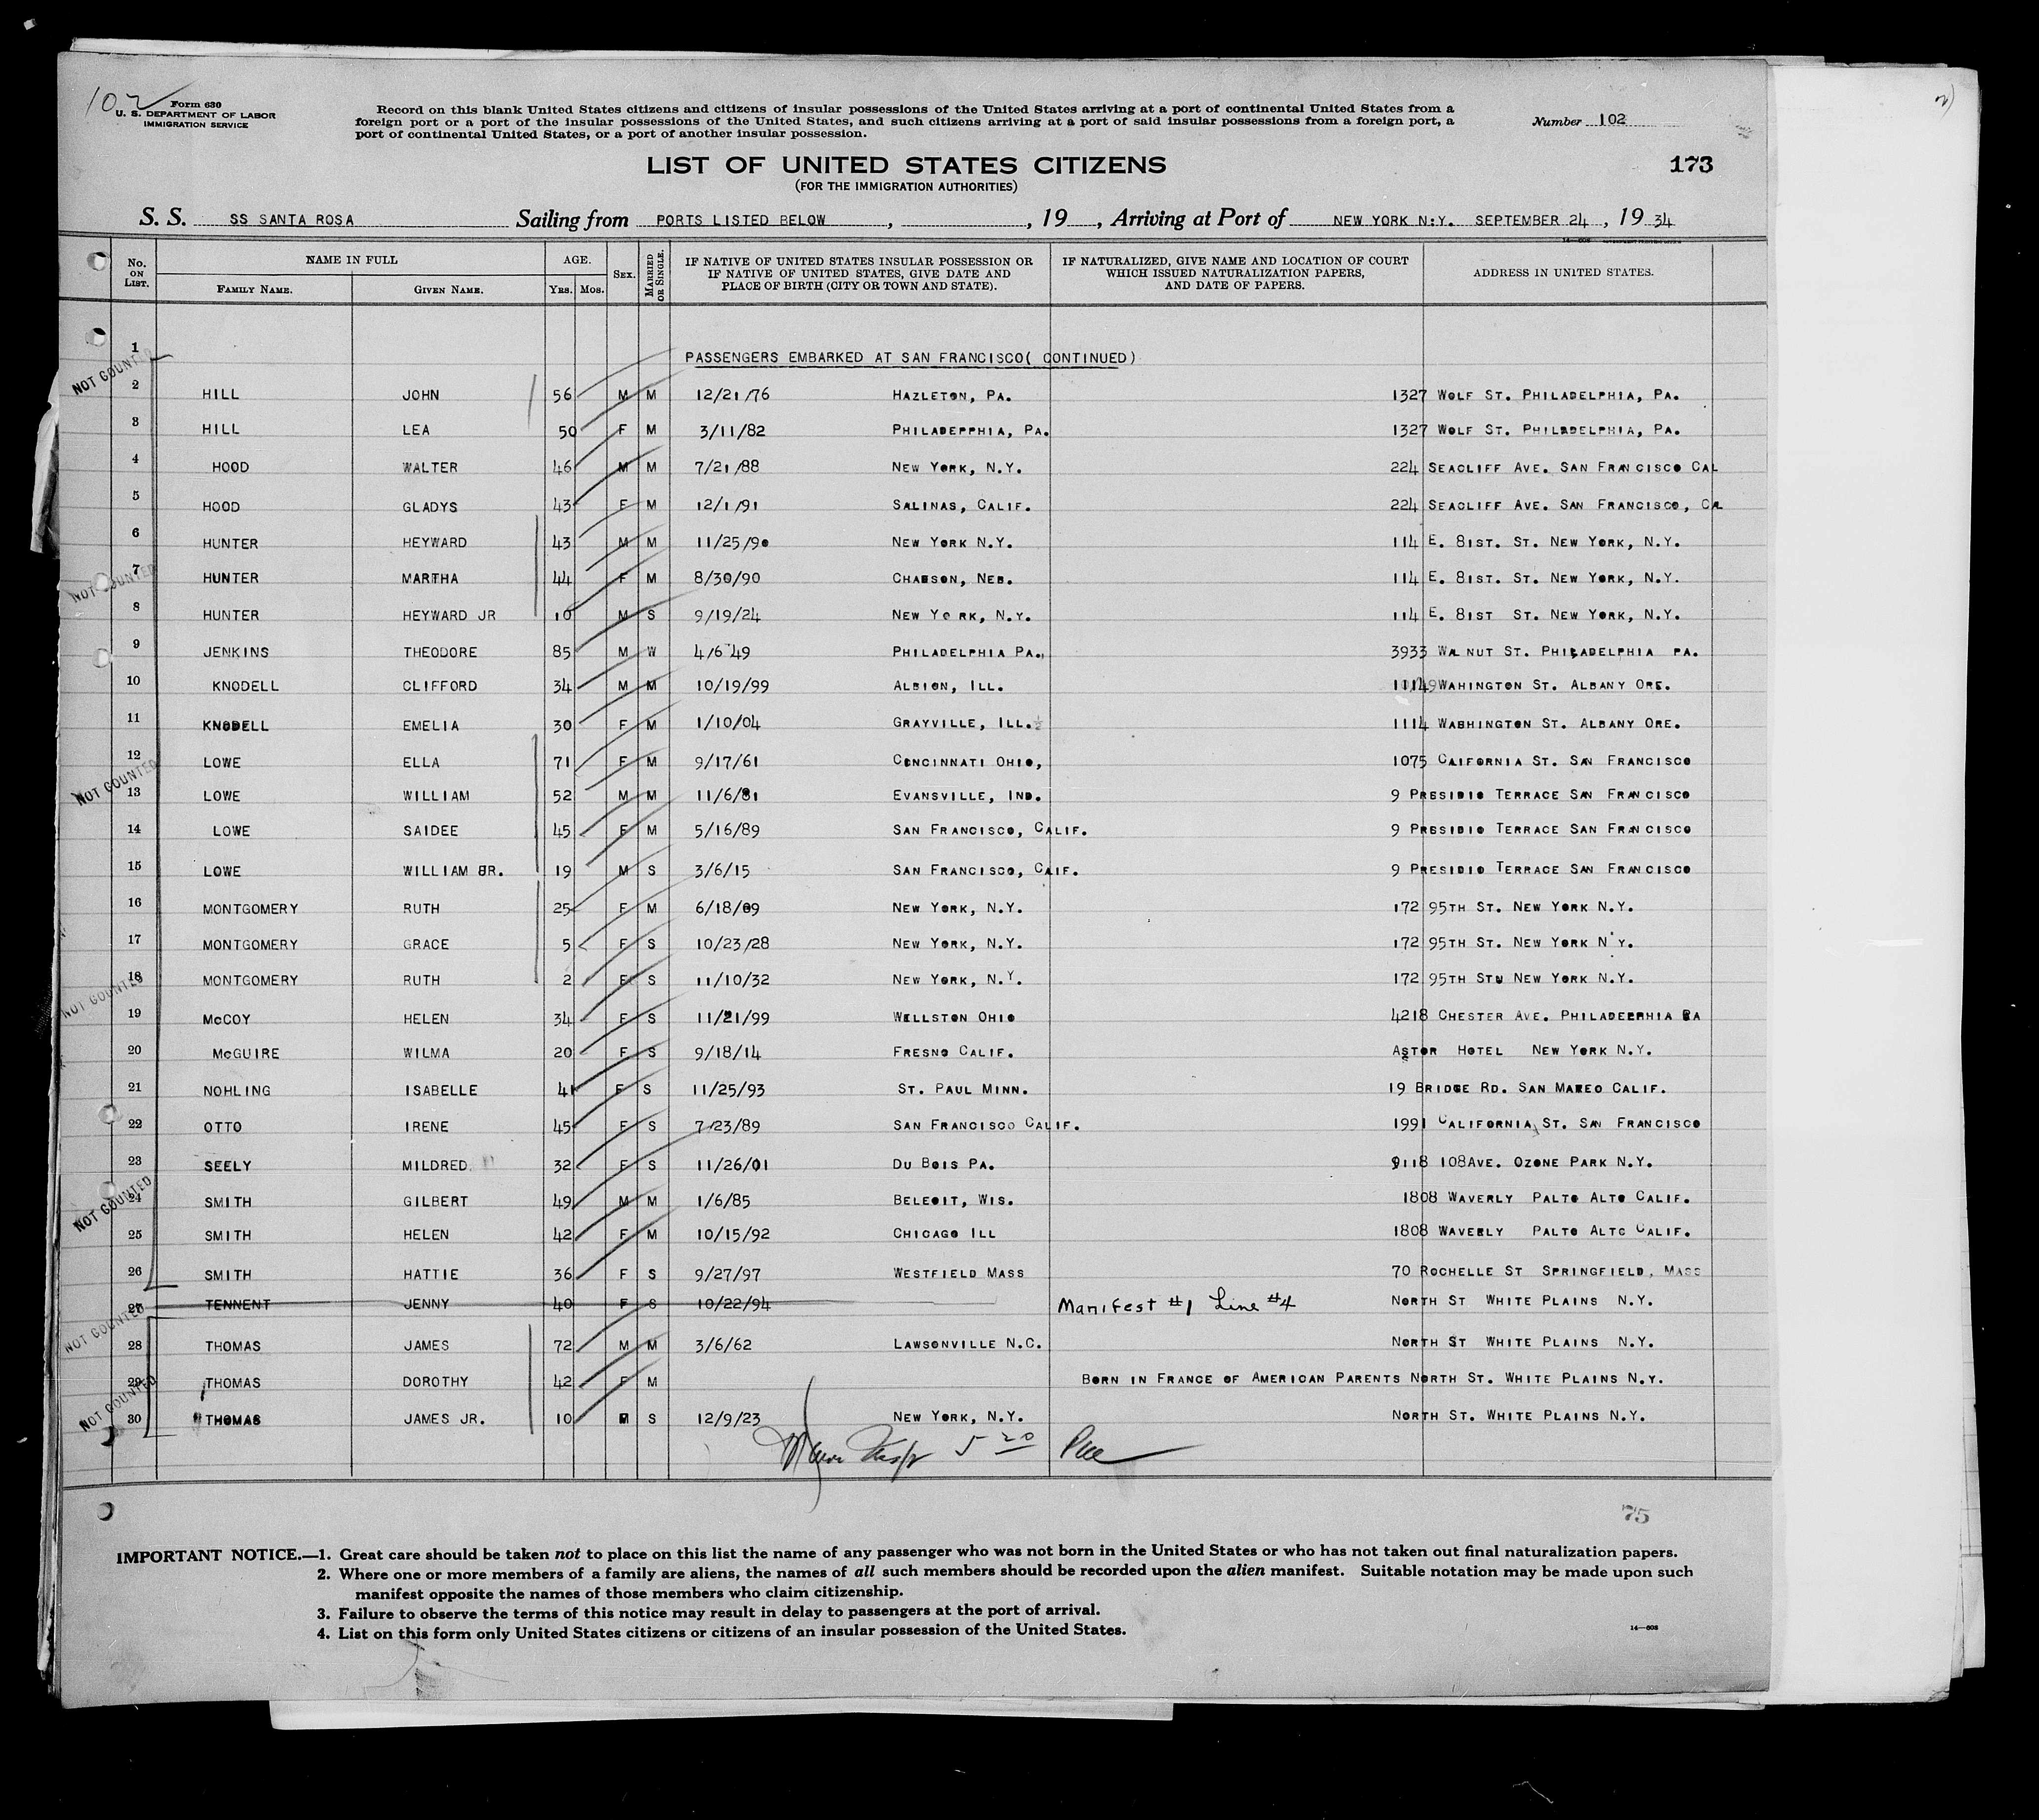 102
Form 630
U. S. DEPARTMENT OF LABOR
IMMIGRATION SERVICE
Record on this blank United States citizens and citizens of insular possessions of the United States arriving at a port of continental United States from a
foreign port or a port of the insular possessions of the United States, and such citizens arriving at a port of said insular possessions from a foreign port, a
port of continental United States, or a port of another insular possession.
Number 102
LIST OF UNITED STATES CITIZENS
173
(FOR THE IMMIGRATION AUTHORITIES)
S. S. SS SANTA ROSA Sailing from PORTS LISTED BELOW , , 19 , Arriving at Port of NEW YORK N:Y. SEPTEMBER 24 , 19 34
No. ON LIST. NAME IN FULL FAMILY NAME. GIVEN NAME. AGE. YRS. MOS. SEX. MARRIED OR SINGLE. IF NATIVE OF UNITED STATES INSULAR POSSESSION OR IF NATIVE OF UNITED STATES, GIVE DATE AND PLACE OF BIRTH (CITY OR TOWN AND STATE). IF NATURALIZED, GIVE NAME AND LOCATION OF COURT WHICH ISSUED NATURALIZATION PAPERS, AND DATE OF PAPERS. ADDRESS IN UNITED STATES.
1 PASSENGERS EMBARKED AT SAN FRANCISCO( CONTINUED)
NOT COUNTED
2 HILL JOHN 56 M M 12/21/76 HAZLETON, PA. 1327 WOLF ST. PHILADELPHIA, PA.
3 HILL LEA 50 F M 3/11/82 PHILADEPPHIA, PA. 1327 WOLF ST. PHILADELPHIA, PA.
4 HOOD WALTER 46 M M 7/21/88 NEW YORK, N.Y. 224 SEACLIFF AVE. SAN FRANCISCO CAL
5 HOOD GLADYS 43 F M 12/1/91 SALINAS, CALIF. 224 SEACLIFF AVE. SAN FRANCISCO, CA
6 HUNTER HEYWARD 43 M M 11/25/90 NEW YORK N.Y. 114 E. 81ST. ST. NEW YORK, N.Y.
NOT COUNTED
7 HUNTER MARTHA 44 F M 8/30/90 CHADSON, NEB. 114 E. 81ST. ST. NEW YORK, N.Y.
8 HUNTER HEYWARD JR 10 M S 9/19/24 NEW YO RK, N.Y. 114 E. 81ST ST. NEW YORK, N.Y.
9 JENKINS THEODORE 85 M W 4/6 49 PHILADELPHIA PA., 3933 WALNUT ST. PHILADELPHIA PA.
10 KNODELL CLIFFORD 34 M M 10/19/99 ALBION, ILL. 1114 WAHINGTON ST. ALBANY ORE.
11 KNODELL EMELIA 30 F M 1/10/04 GRAYVILLE, ILL. 1114 WASHINGTON ST. ALBANY ORE.
12 LOWE ELLA 71 F M 9/17/61 CINCINNATI OHIO, 1075 CAIFORNIA ST. SAN FRANCISCO
NOT COUNTED
13 LOWE WILLIAM 52 M M 11/6/81 EVANSVILLE, IND. 9 PRESIDIO TERRACE SAN FRANCISCO
14 LOWE SAIDEE 45 F M 5/16/89 SAN FRANCISCO, CALIF. 9 PRESIDIO TERRACE SAN FRANCISCO
15 LOWE WILLIAM JR. 19 M S 3/6/15 SAN FRANCISCO, CAIF. 9 PRESIDIO TERRACE SAN FRANCISCO
16 MONTGOMERY RUTH 25 F M 6/18/09 NEW YORK, N.Y. 172 95TH ST. NEW YORK N.Y.
17 MONTGOMERY GRACE 5 F S 10/23/28 NEW YORK, N.Y. 172 95TH ST. NEW YORK N'Y.
18 MONTGOMERY RUTH 2 F S 11/10/32 NEW YORK, N.Y. 172 95TH STN NEW YORK N.Y.
NOT COUNTED
19 McCOY HELEN 34 F S 11/21/99 WELLSTON OHIO 4218 CHESTER AVE. PHILADEEPHIA PA
20 McGUIRE WILMA 20 F S 9/18/14 FRESNO CALIF. ASTOR HOTEL NEW YORK N.Y.
21 NOHLING ISABELLE 41 F S 11/25/93 ST. PAUL MINN. 19 BRIDGE RD. SAN MAREO CALIF.
22 OTTO IRENE 45 F S 7/23/89 SAN FRANCISCO CALIF. 1991 CALIFORNIA ST. SAN FRANCISCO
23 SEELY MILDRED 32 F S 11/26/01 DU BOIS PA. 9118 108AVE. OZONE PARK N.Y.
NOT COUNTED
24 SMITH GILBERT 49 M M 1/6/85 BELEOIT, WIS. 1808 WAVERLY PALTO ALTO CALIF.
25 SMITH HELEN 42 F M 10/15/92 CHICAGO ILL 1808 WAVERLY PALTO ALTO CALIF.
26 SMITH HATTIE 36 F S 9/27/97 WESTFIELD MASS 70 ROCHELLE ST SPRINGFIELD, MASS
27 TENNENT JENNY 40 F S 10/22/94 Manifest #1 Line #4 NORTH ST WHITE PLAINS N.Y.
NOT COUNTED
28 THOMAS JAMES 72 M M 3/6/62 LAWSONVILLE N.C. NORTH ST WHITE PLAINS N.Y.
29 THOMAS DOROTHY 42 F M BORN IN FRANCE OF AMERICAN PARENTS NORTH ST. WHITE PLAINS N.Y.
NOT COUNTED
30 THOMAS JAMES JR. 10 M S 12/9/23 NEW YORK, N.Y. NORTH ST. WHITE PLAINS N.Y.
5 20
75
IMPORTANT NOTICE.—1. Great care should be taken not to place on this list the name of any passenger who was not born in the United States or who has not taken out final naturalization papers.
2. Where one or more members of a family are aliens, the names of all such members should be recorded upon the alien manifest. Suitable notation may be made upon such
manifest opposite the names of those members who claim citizenship.
3. Failure to observe the terms of this notice may result in delay to passengers at the port of arrival.
4. List on this form only United States citizens or citizens of an insular possession of the United States.
14—608